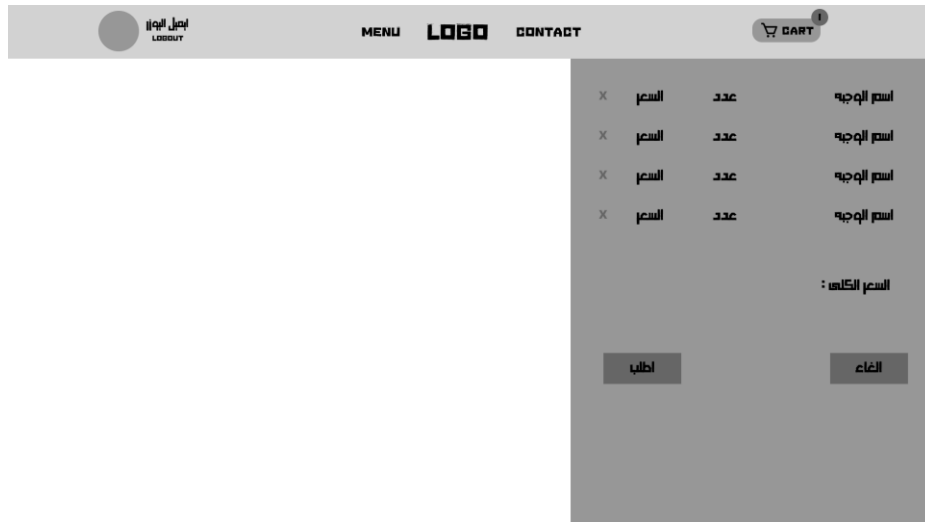 ايميل اليوزر
LOGOUT
MENU LOGO CONTACT
CART 1
اسم الوجبه عدد السعر X
اسم الوجبه عدد السعر X
اسم الوجبه عدد السعر X
اسم الوجبه عدد السعر X
السعر الكلى :
الغاء اطلب